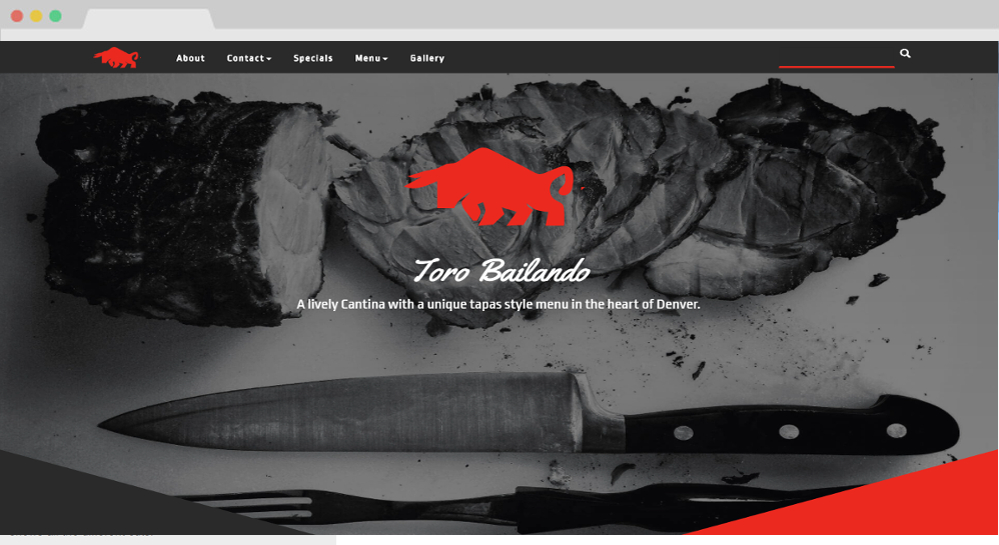 About Contact Specials Menu Gallery
Toro Bailando
A lively Cantina with a unique tapas style menu in the heart of Denver.